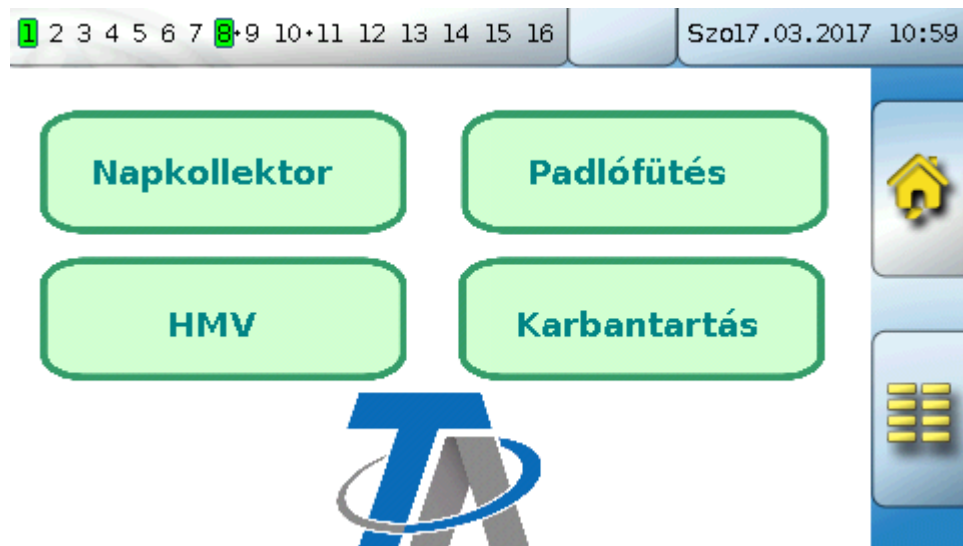 1 2 3 4 5 6 7 8·9 10·11 12 13 14 15 16 Szo17.03.2017 10:59
Napkollektor Padlófütés
HMV Karbantartás
TA